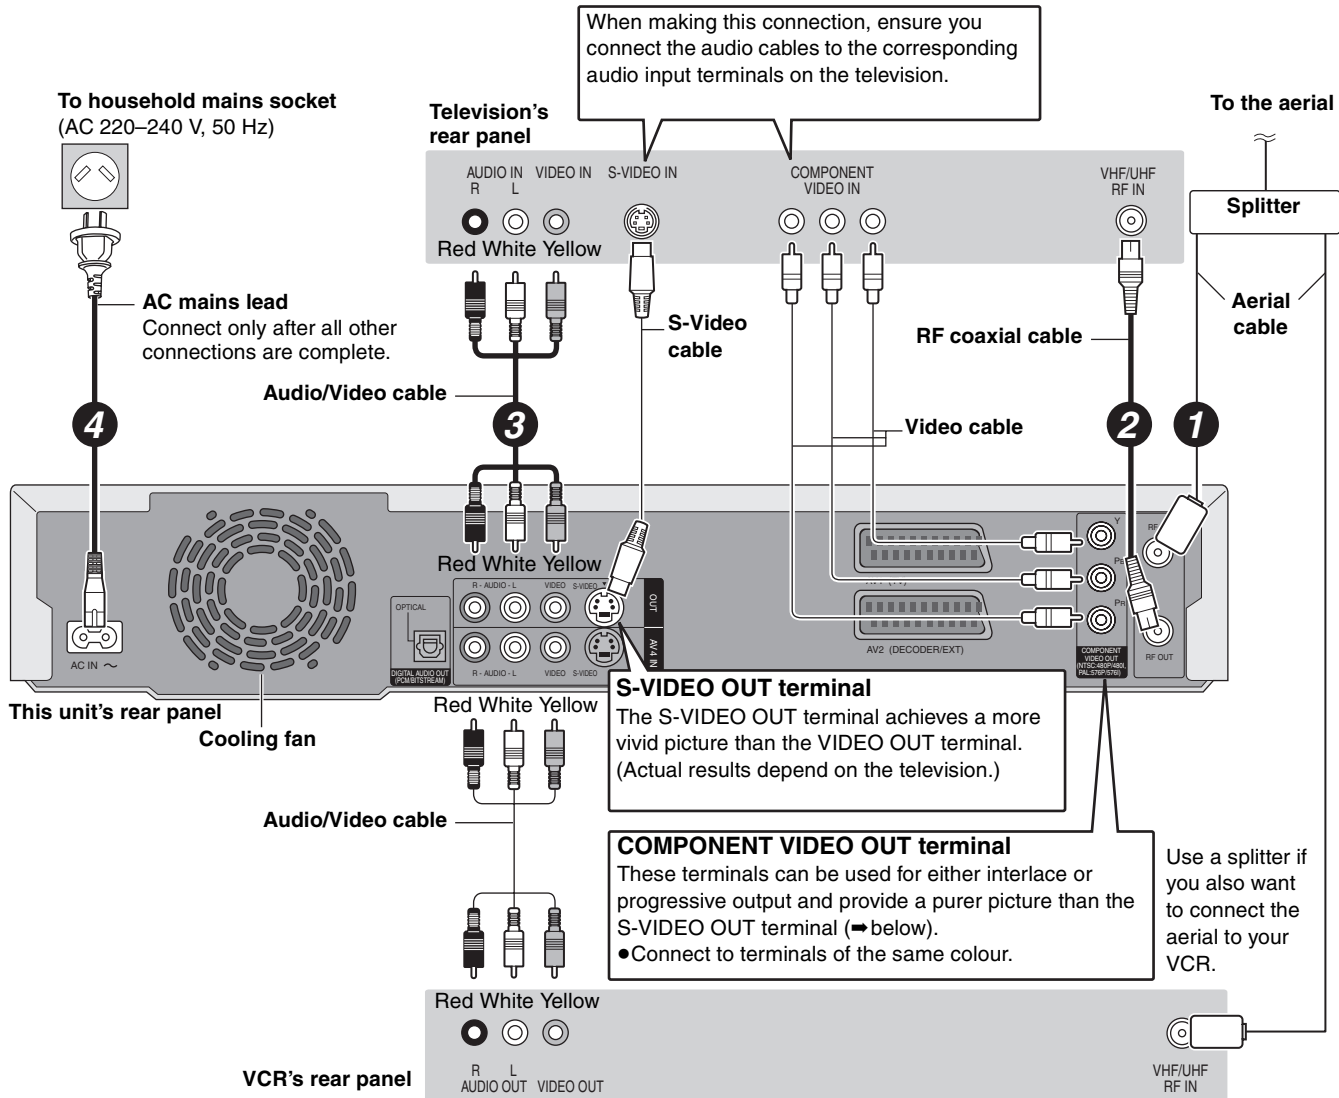 When making this connection, ensure you
connect the audio cables to the corresponding
audio input terminals on the television.
To household mains socket
(AC 220–240 V, 50 Hz)
Television's
rear panel
To the aerial
AUDIO IN
R L
VIDEO IN
S-VIDEO IN
COMPONENT
VIDEO IN
VHF/UHF
RF IN
Splitter
Red White Yellow
AC mains lead
Connect only after all other
connections are complete.
S-Video
cable
RF coaxial cable
Aerial
cable
Audio/Video cable
4
3
Video cable
2
1
Red White Yellow
R - AUDIO - L
VIDEO
S-VIDEO
OUT
OPTICAL
AV4 IN
R - AUDIO - L
VIDEO
S-VIDEO
DIGITAL AUDIO OUT
(PCM/BITSTREAM)
AC IN ~
Y
PB
PR
RF
AV2 (DECODER/EXT)
COMPONENT
VIDEO OUT
(NTSC:480P/480I,
PAL:576P/576I)
RF OUT
This unit's rear panel
Cooling fan
Red White Yellow
S-VIDEO OUT terminal
The S-VIDEO OUT terminal achieves a more
vivid picture than the VIDEO OUT terminal.
(Actual results depend on the television.)
Audio/Video cable
COMPONENT VIDEO OUT terminal
These terminals can be used for either interlace or
progressive output and provide a purer picture than the
S-VIDEO OUT terminal (➡ below).
●Connect to terminals of the same colour.
Use a splitter if
you also want
to connect the
aerial to your
VCR.
Red White Yellow
R L
AUDIO OUT
VIDEO OUT
VCR's rear panel
VHF/UHF
RF IN